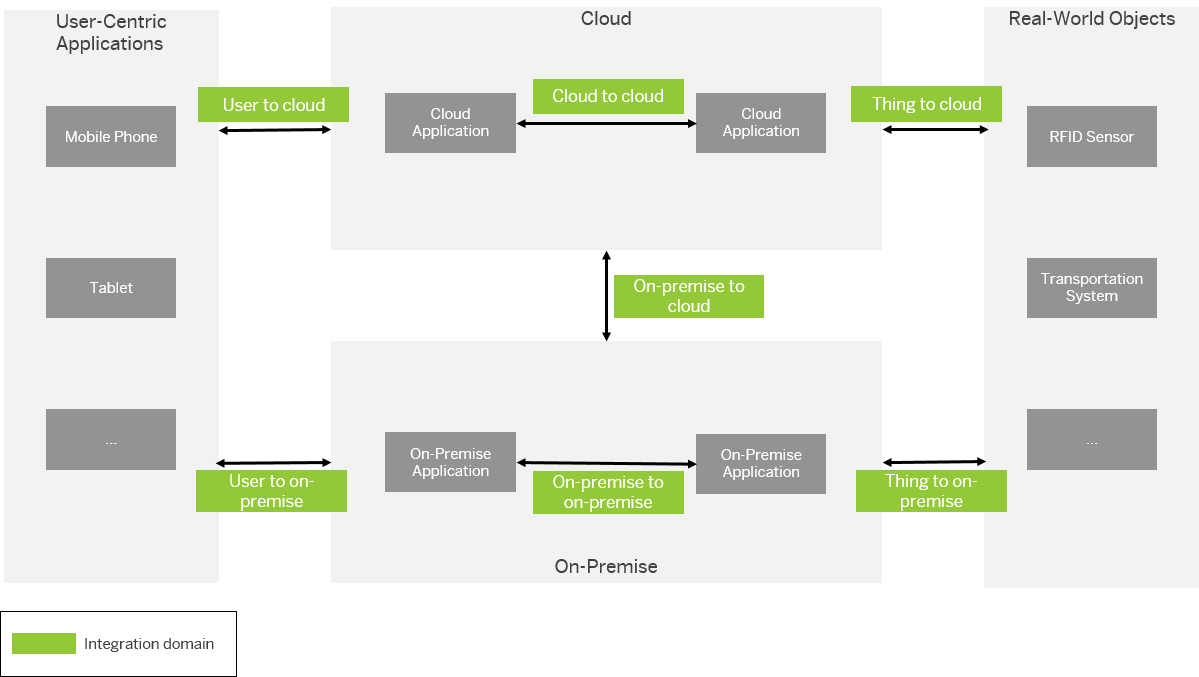 User-Centric
Applications
Cloud
Real-World Objects
User to cloud
Cloud to cloud
Thing to cloud
Mobile Phone
Cloud
Application
Cloud
Application
RFID Sensor
Tablet
On-premise to
cloud
Transportation
System
...
On-Premise
Application
On-Premise
Application
...
User to on-
premise
On-premise to
on-premise
Thing to on-
premise
On-Premise
Integration domain